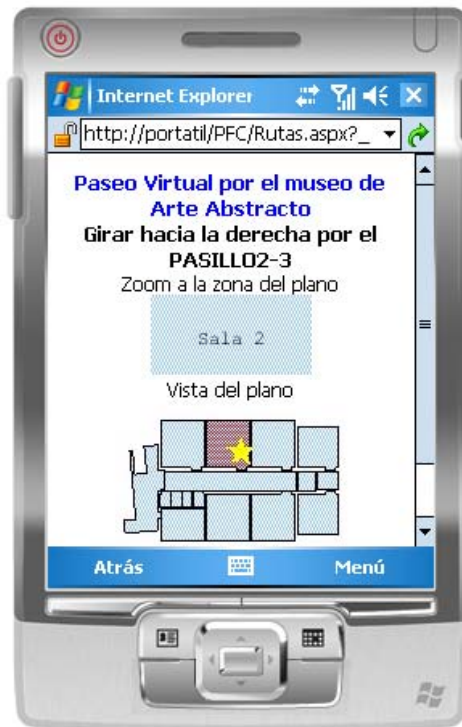 Internet Explorer
http://portatil/PFC/Rutas.aspx?_
Paseo Virtual por el museo de
Arte Abstracto
Girar hacia la derecha por el
PASILLO2-3
Zoom a la zona del plano
Sala 2
Vista del plano
Atrás Menú